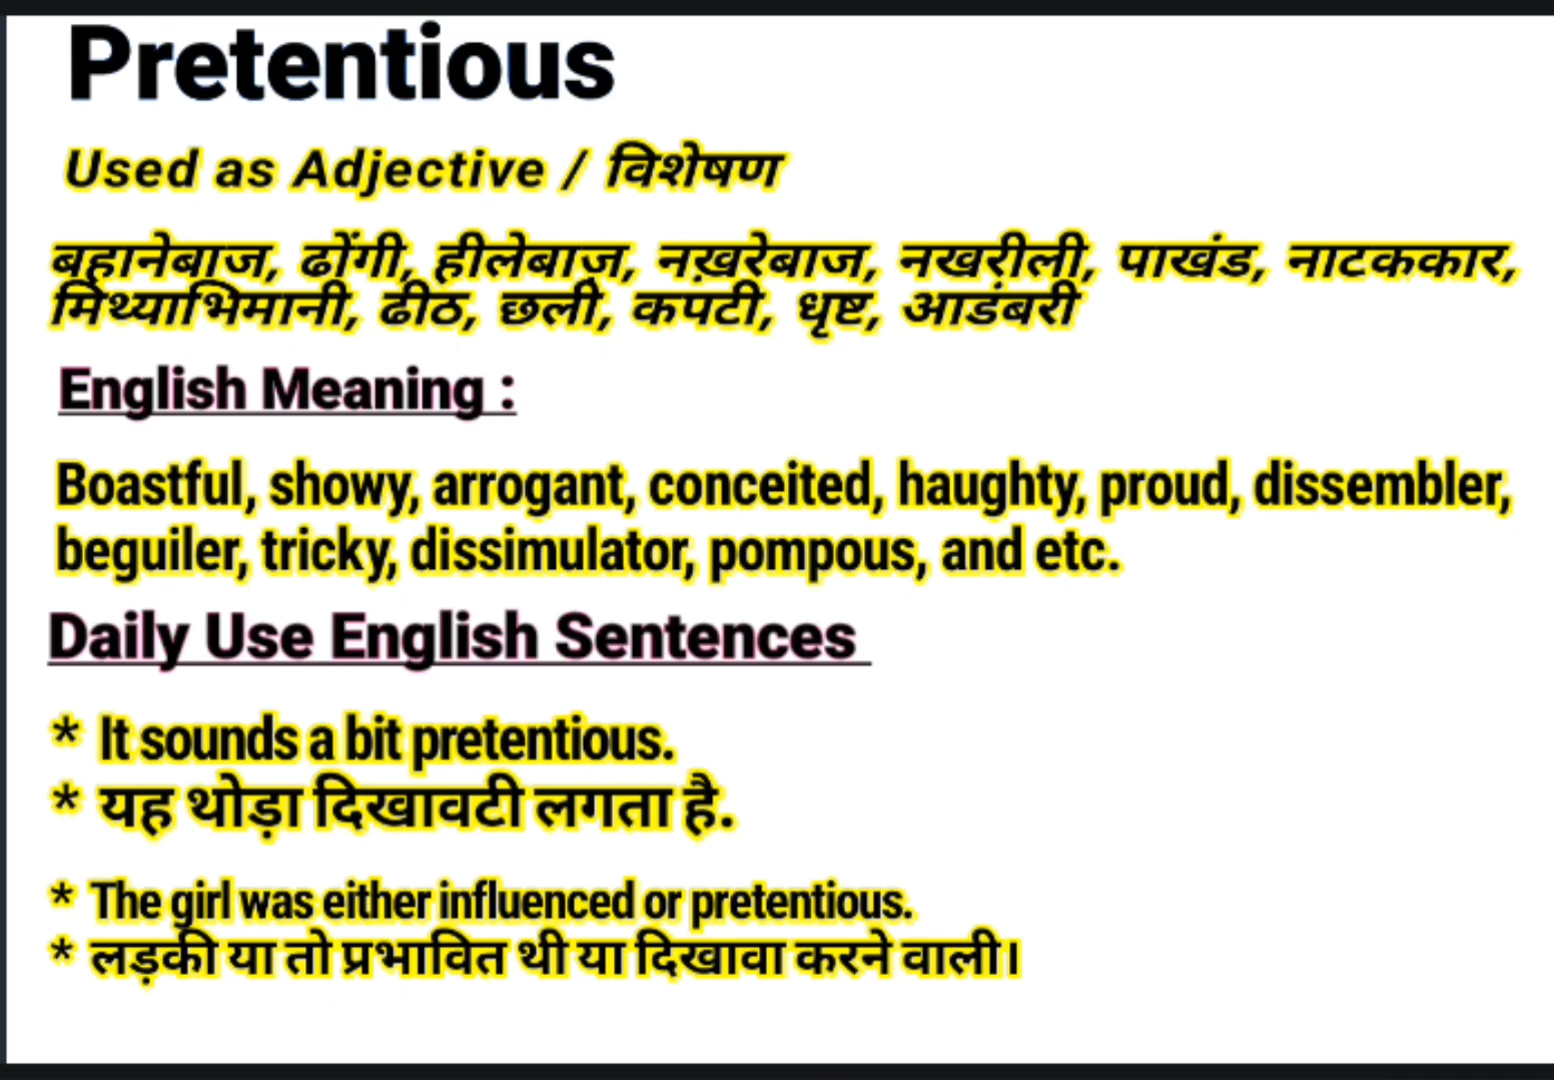 Pretentious
Used as Adjective / विशेषण
बहानेबाज, ढोंगी, हीलेबाज़, नख़रेबाज, नखरीली, पाखंड, नाटककार,
मिथ्याभिमानी, ढीठ, छली, कपटी, धृष्ट, आडंबरी
English Meaning :
Boastful, showy, arrogant, conceited, haughty, proud, dissembler,
beguiler, tricky, dissimulator, pompous, and etc.
Daily Use English Sentences
* It sounds a bit pretentious.
* यह थोड़ा दिखावटी लगता है.
* The girl was either influenced or pretentious.
* लड़की या तो प्रभावित थी या दिखावा करने वाली।